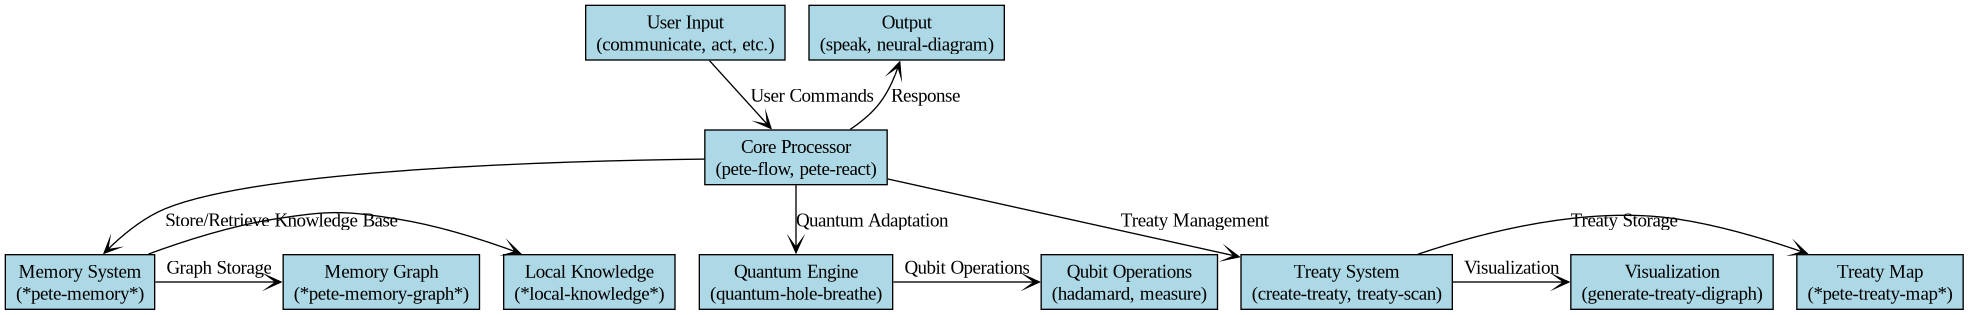 User Input
(communicate, act, etc.)
Output
(speak, neural-diagram)
User Commands
Response
Core Processor
(pete-flow, pete-react)
Store/Retrieve
Knowledge Base
Quantum Adaptation
Treaty Management
Treaty Storage
Memory System
(*pete-memory*)
Graph Storage
Memory Graph
(*pete-memory-graph*)
Local Knowledge
(*local-knowledge*)
Quantum Engine
(quantum-hole-breathe)
Qubit Operations
Qubit Operations
(hadamard, measure)
Treaty System
(create-treaty, treaty-scan)
Visualization
Visualization
(generate-treaty-digraph)
Treaty Map
(*pete-treaty-map*)